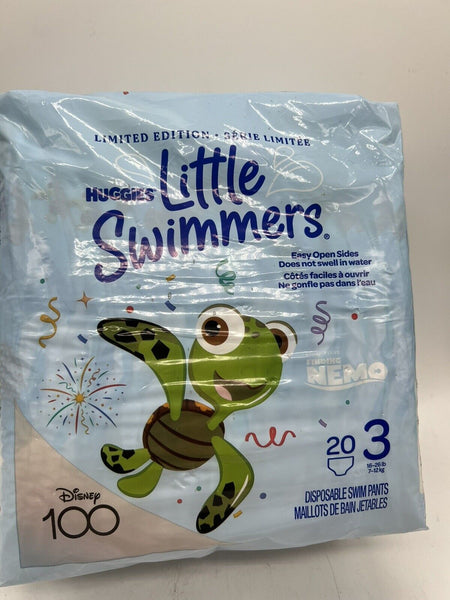 LIMITED EDITION • SÉRIE LIMITÉE
HUGGIES Little
Swimmers®
Easy Open Sides
Does not swell in water
Côtés faciles à ouvrir
Ne gonfle pas dans l'eau
FINDING
NEMO
20 3
16-26 lb
7-12 kg
DISPOSABLE SWIM PANTS
MAILLOTS DE BAIN JETABLES
Disney
100